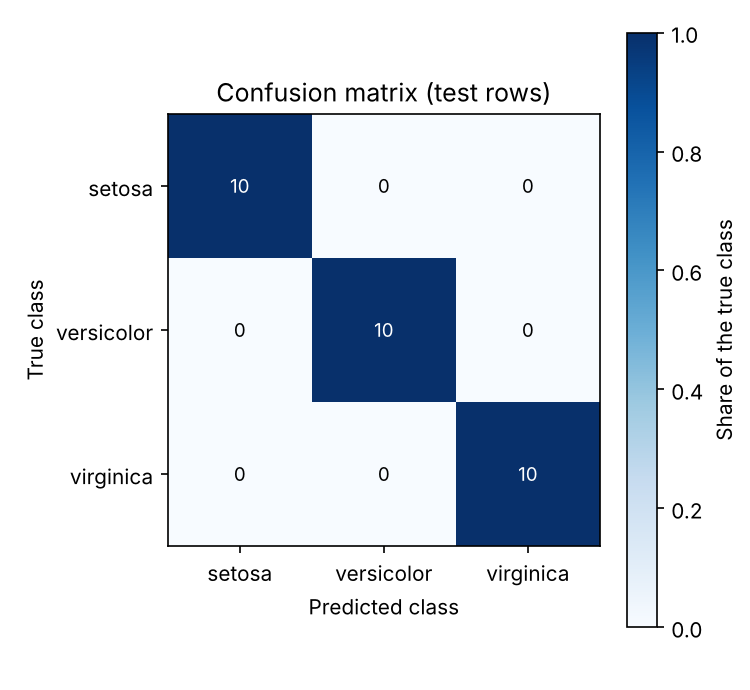 Confusion matrix (test rows)
True class
setosa 10 0 0
versicolor 0 10 0
virginica 0 0 10
setosa versicolor virginica
Predicted class
1.0
0.8
0.6
0.4
0.2
0.0
Share of the true class